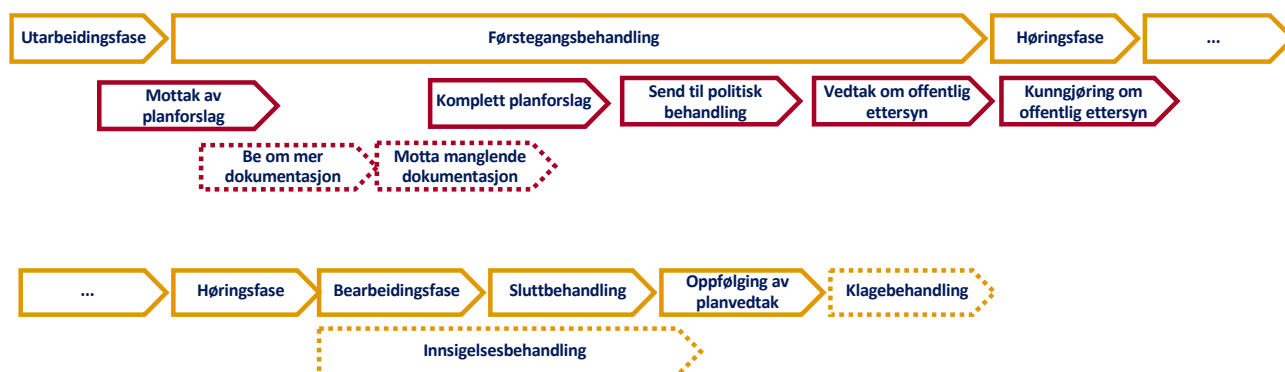 Utarbeidingsfase
Førstegangsbehandling
Høringsfase
...
Mottak av
planforslag
Komplett planforslag
Send til politisk
behandling
Vedtak om offentlig
ettersyn
Kunngjøring om
offentlig ettersyn
Be om mer
dokumentasjon
Motta manglende
dokumentasjon
...
Høringsfase
Bearbeidingsfase
Sluttbehandling
Oppfølging av
planvedtak
Klagebehandling
Innsigelsesbehandling